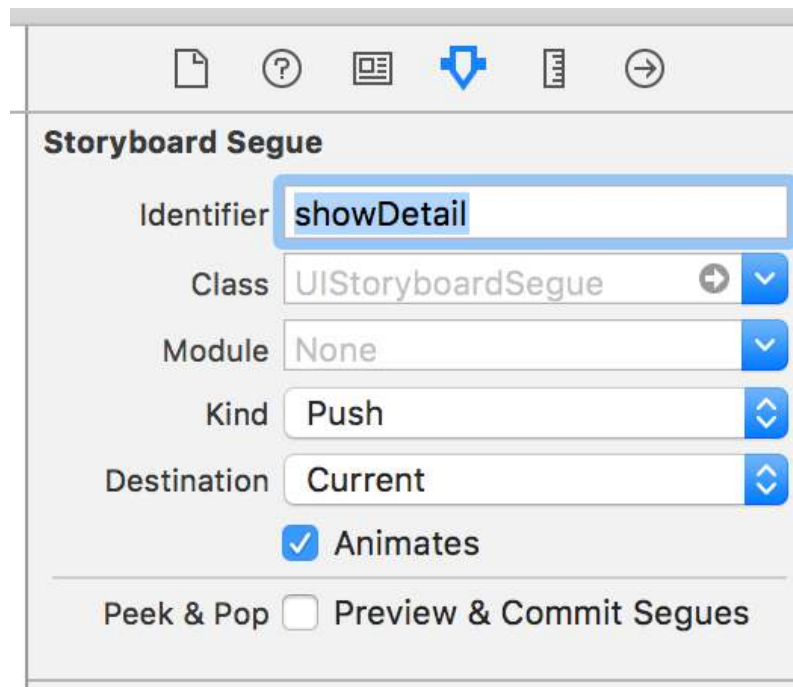 Storyboard Segue
Identifier showDetail
Class UIStoryboardSegue
Module None
Kind Push
Destination Current
Animates
Peek & Pop Preview & Commit Segues